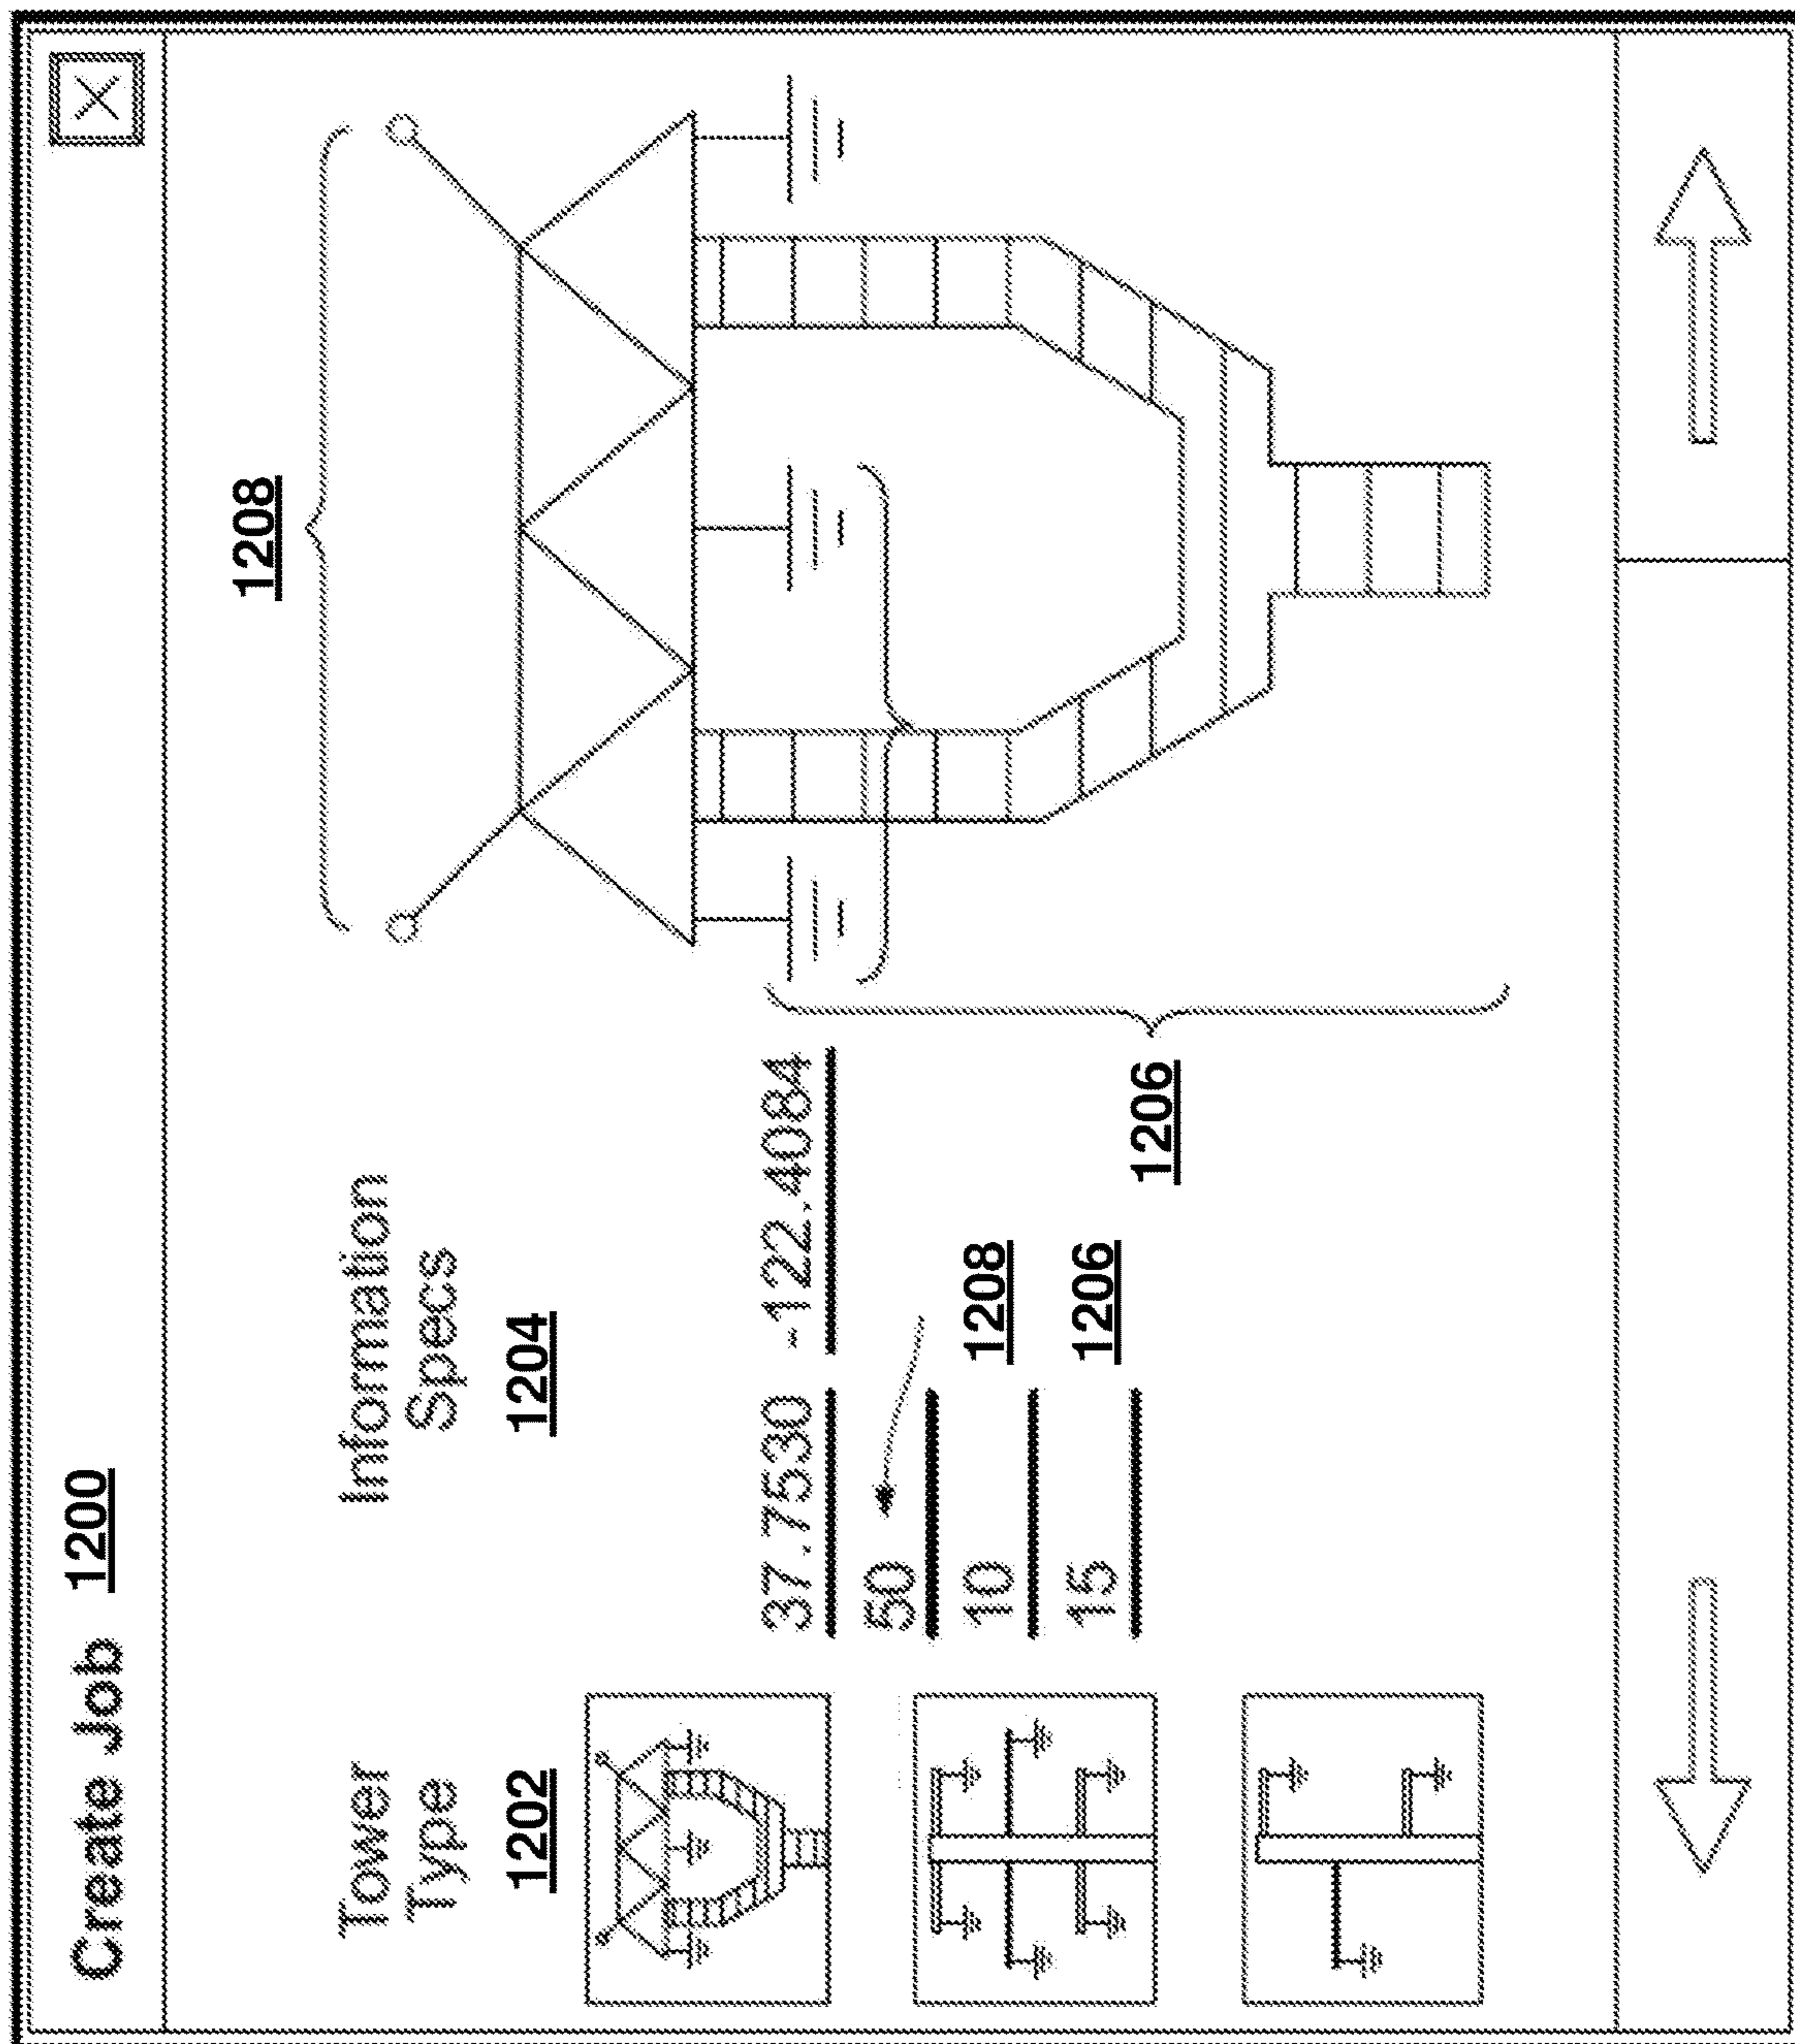 Create Job 1200
Tower
Type
1202
Information
Specs
1204
37.7530 -122.4084
50
10 1208
15 1206
1206
1208